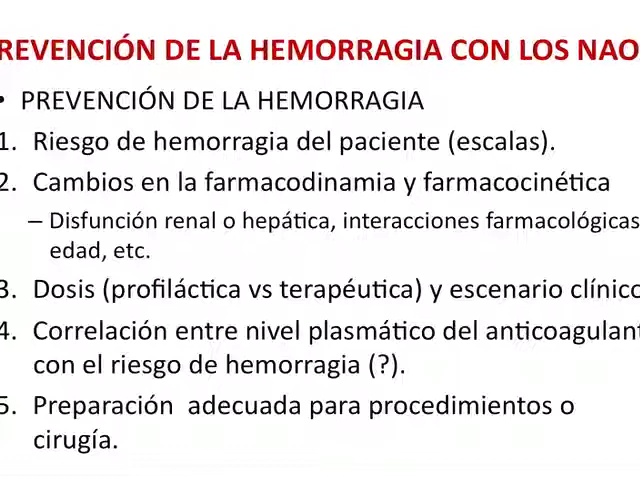 REVENCIÓN DE LA HEMORRAGIA CON LOS NAO
• PREVENCIÓN DE LA HEMORRAGIA
1. Riesgo de hemorragia del paciente (escalas).
2. Cambios en la farmacodinamia y farmacocinética
– Disfunción renal o hepática, interacciones farmacológicas
edad, etc.
3. Dosis (profiláctica vs terapéutica) y escenario clínico
4. Correlación entre nivel plasmático del anticoagulant
con el riesgo de hemorragia (?).
5. Preparación adecuada para procedimientos o
cirugía.